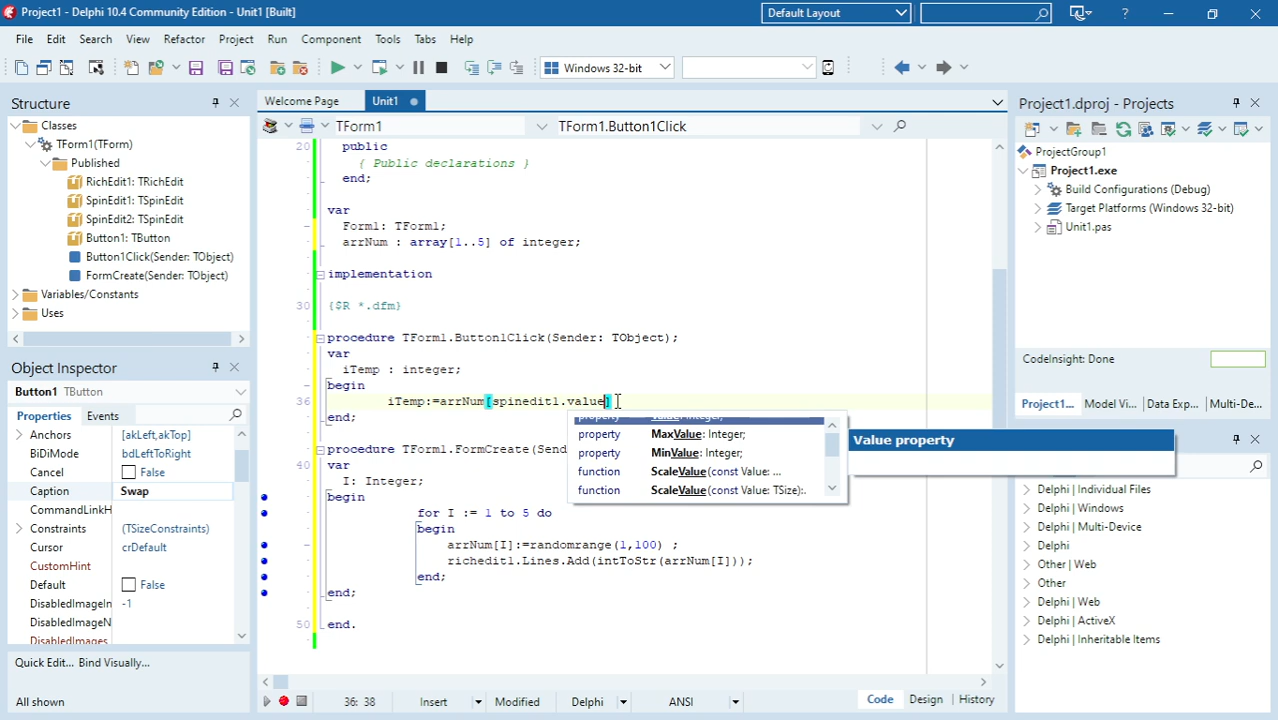 Project1 - Delphi 10.4 Community Edition - Unit1 [Built]
Default Layout
File Edit Search View Refactor Project Run Component Tools Tabs Help
Windows 32-bit
Structure
Classes
TForm1(TForm)
Published
RichEdit1: TRichEdit
SpinEdit1: TSpinEdit
SpinEdit2: TSpinEdit
Button1: TButton
Button1Click(Sender: TObject)
FormCreate(Sender: TObject)
Variables/Constants
Uses
Object Inspector
Button1 TButton
Properties Events
Anchors [akLeft,akTop]
BiDiMode bdLeftToRight
Cancel False
Caption Swap
CommandLinkH
Constraints (TSizeConstraints)
Cursor crDefault
CustomHint
Default False
DisabledImageIn -1
DisabledImageN
DisabledImages
Quick Edit... Bind Visually...
All shown
Welcome Page Unit1
TForm1 TForm1.Button1Click
20 public
{ Public declarations }
end;
var
Form1: TForm1;
arrNum : array[1..5] of integer;
implementation
30 {$R *.dfm}
procedure TForm1.Button1Click(Sender: TObject);
var
iTemp : integer;
begin
36 iTemp:=arrNum[spinedit1.value]
end;
property Value: Integer;
property MaxValue: Integer;
property MinValue: Integer;
function ScaleValue(const Value: ...
function ScaleValue(const Value: TSize):.
Value property
procedure TForm1.FormCreate(Send
40 var
I: Integer;
begin
for I := 1 to 5 do
begin
arrNum[I]:=randomrange(1,100) ;
richedit1.Lines.Add(intToStr(arrNum[I]));
end;
end;
50 end.
36: 38 Insert Modified Delphi ANSI Code Design History
Project1.dproj - Projects
ProjectGroup1
Project1.exe
Build Configurations (Debug)
Target Platforms (Windows 32-bit)
Unit1.pas
CodeInsight: Done
Project1... Model Vi... Data Exp... Multi-De...
Delphi | Individual Files
Delphi | Windows
Delphi | Multi-Device
Delphi
Other | Web
Other
Delphi | Web
Delphi | ActiveX
Delphi | Inheritable Items